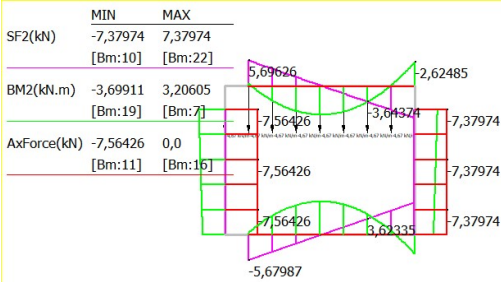 MIN MAX
SF2(kN) -7,37974 7,37974
[Bm:10] [Bm:22]
BM2(kN.m) -3,69911 3,20605
[Bm:19] [Bm:7]
AxForce(kN) -7,56426 0,0
[Bm:11] [Bm:16]
5,69626 -2,62485
-7,56426 -3,64374 -7,37974
-7,56426 -7,37974
-7,56426 3,62335 -7,37974
-5,67987